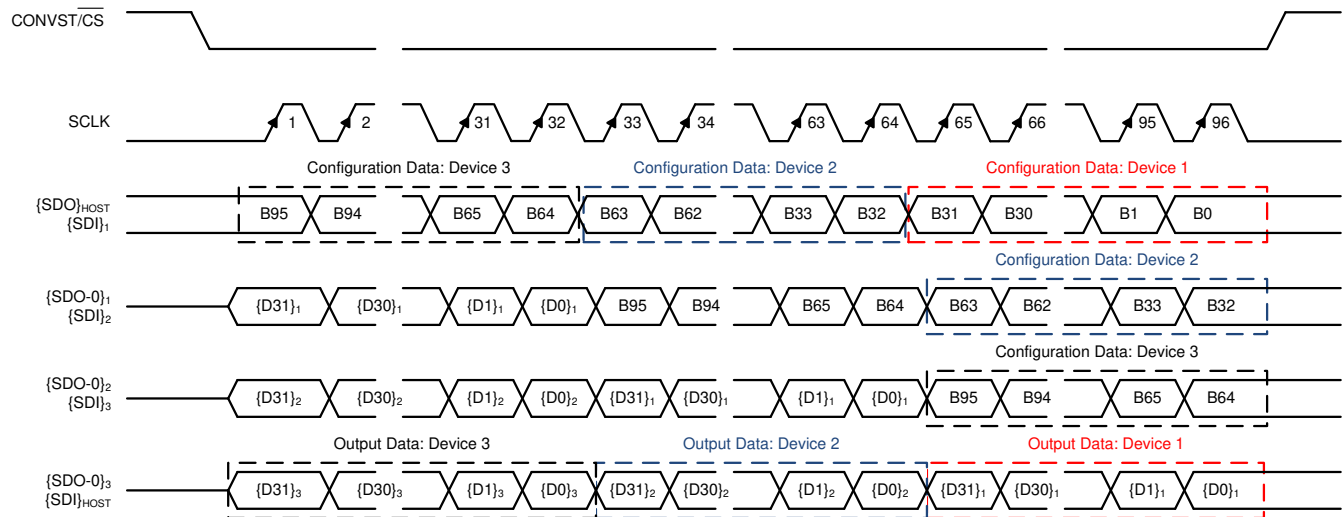 CONVST/CS
SCLK
1 2 31 32 33 34 63 64 65 66 95 96
Configuration Data: Device 3 Configuration Data: Device 2 Configuration Data: Device 1
{SDO}HOST
{SDI}1
B95 B94 B65 B64 B63 B62 B33 B32 B31 B30 B1 B0
Configuration Data: Device 2
{SDO-0}1
{SDI}2
{D31}1 {D30}1 {D1}1 {D0}1 B95 B94 B65 B64 B63 B62 B33 B32
Configuration Data: Device 3
{SDO-0}2
{SDI}3
{D31}2 {D30}2 {D1}2 {D0}2 {D31}1 {D30}1 {D1}1 {D0}1 B95 B94 B65 B64
Output Data: Device 3 Output Data: Device 2 Output Data: Device 1
{SDO-0}3
{SDI}HOST
{D31}3 {D30}3 {D1}3 {D0}3 {D31}2 {D30}2 {D1}2 {D0}2 {D31}1 {D30}1 {D1}1 {D0}1